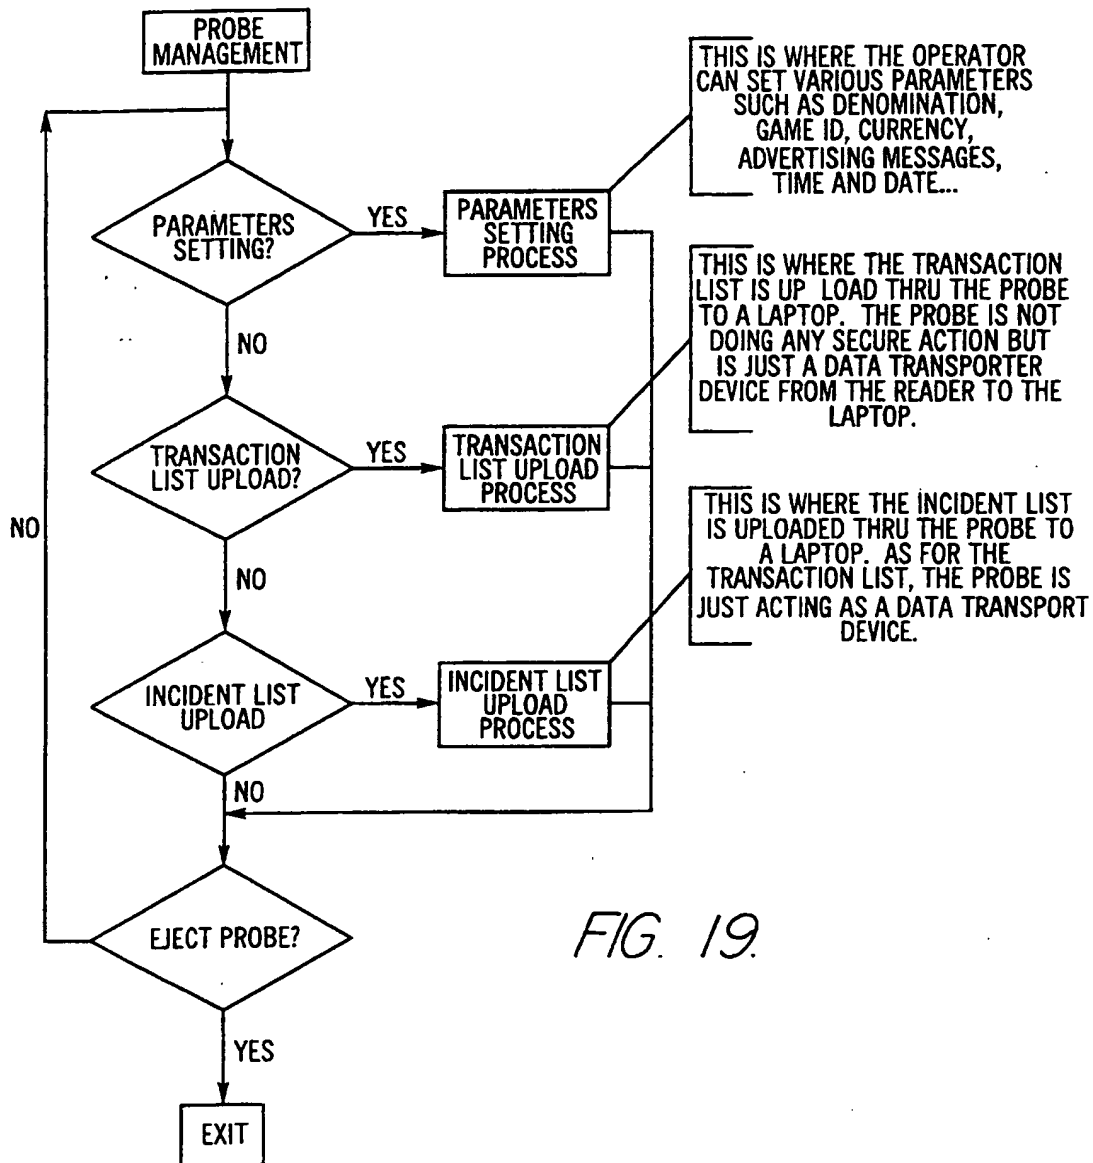 PROBE
MANAGEMENT
THIS IS WHERE THE OPERATOR
CAN SET VARIOUS PARAMETERS
SUCH AS DENOMINATION,
GAME ID, CURRENCY,
ADVERTISING MESSAGES,
TIME AND DATE...
PARAMETERS
SETTING?
YES
PARAMETERS
SETTING
PROCESS
NO
THIS IS WHERE THE TRANSACTION
LIST IS UP LOAD THRU THE PROBE
TO A LAPTOP. THE PROBE IS NOT
DOING ANY SECURE ACTION BUT
IS JUST A DATA TRANSPORTER
DEVICE FROM THE READER TO THE
LAPTOP.
TRANSACTION
LIST UPLOAD?
YES
TRANSACTION
LIST UPLOAD
PROCESS
NO
NO
THIS IS WHERE THE INCIDENT LIST
IS UPLOADED THRU THE PROBE TO
A LAPTOP. AS FOR THE
TRANSACTION LIST, THE PROBE IS
JUST ACTING AS A DATA TRANSPORT
DEVICE.
INCIDENT LIST
UPLOAD
YES
INCIDENT LIST
UPLOAD
PROCESS
NO
EJECT PROBE?
YES
EXIT
FIG. 19.